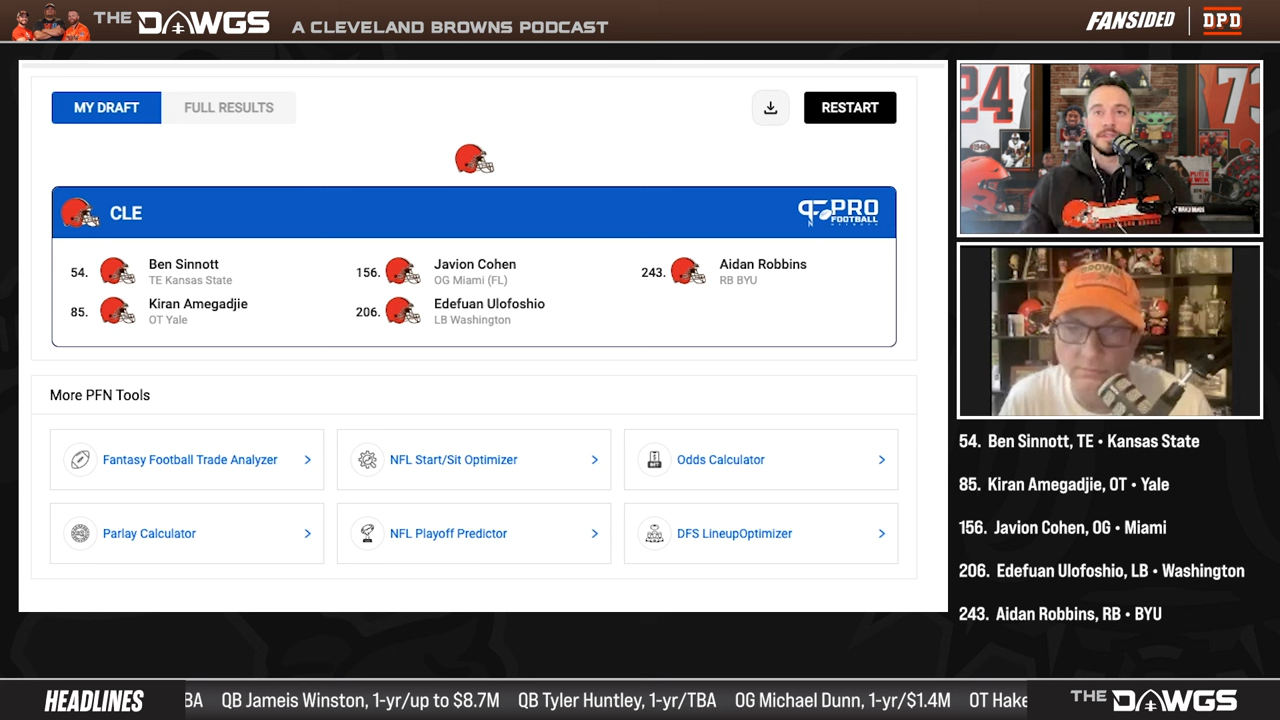 THE DAWGS A CLEVELAND BROWNS PODCAST
FANSIDED DPD
MY DRAFT FULL RESULTS RESTART
CLE
PRO FOOTBALL NETWORK
54. Ben Sinnott
TE Kansas State
156. Javion Cohen
OG Miami (FL)
243. Aidan Robbins
RB BYU
85. Kiran Amegadjie
OT Yale
206. Edefuan Ulofoshio
LB Washington
More PFN Tools
Fantasy Football Trade Analyzer
NFL Start/Sit Optimizer
Odds Calculator
Parlay Calculator
NFL Playoff Predictor
DFS LineupOptimizer
24
73
1946
BROWNS
54. Ben Sinnott, TE • Kansas State
85. Kiran Amegadjie, OT • Yale
156. Javion Cohen, OG • Miami
206. Edefuan Ulofoshio, LB • Washington
243. Aidan Robbins, RB • BYU
HEADLINES
BA QB Jameis Winston, 1-yr/up to $8.7M QB Tyler Huntley, 1-yr/TBA OG Michael Dunn, 1-yr/$1.4M OT Hake
THE DAWGS